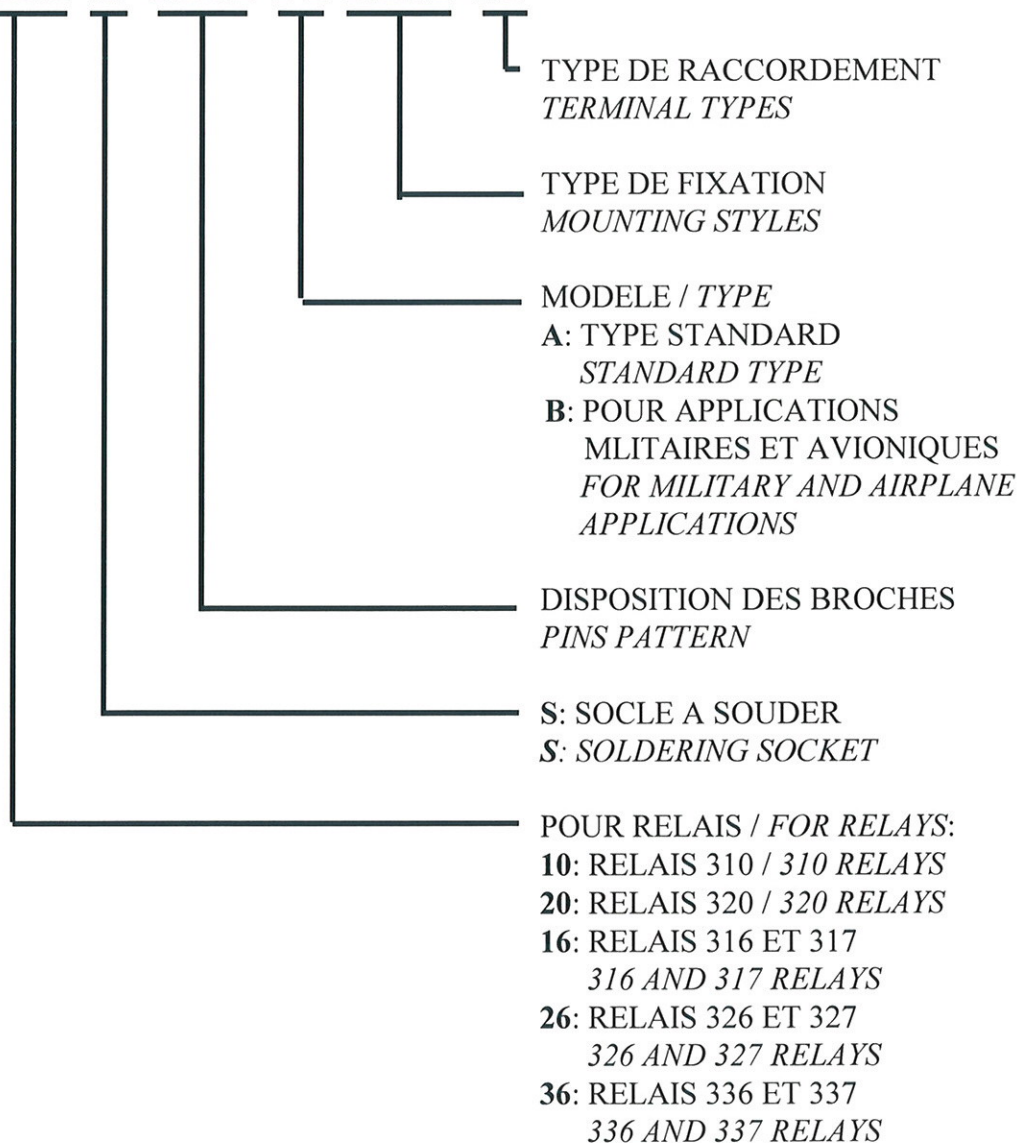 TYPE DE RACCORDEMENT
TERMINAL TYPES
TYPE DE FIXATION
MOUNTING STYLES
MODELE / TYPE
A: TYPE STANDARD
STANDARD TYPE
B: POUR APPLICATIONS
MLITAIRES ET AVIONIQUES
FOR MILITARY AND AIRPLANE
APPLICATIONS
DISPOSITION DES BROCHES
PINS PATTERN
S: SOCLE A SOUDER
S: SOLDERING SOCKET
POUR RELAIS / FOR RELAYS:
10: RELAIS 310 / 310 RELAYS
20: RELAIS 320 / 320 RELAYS
16: RELAIS 316 ET 317
316 AND 317 RELAYS
26: RELAIS 326 ET 327
326 AND 327 RELAYS
36: RELAIS 336 ET 337
336 AND 337 RELAYS